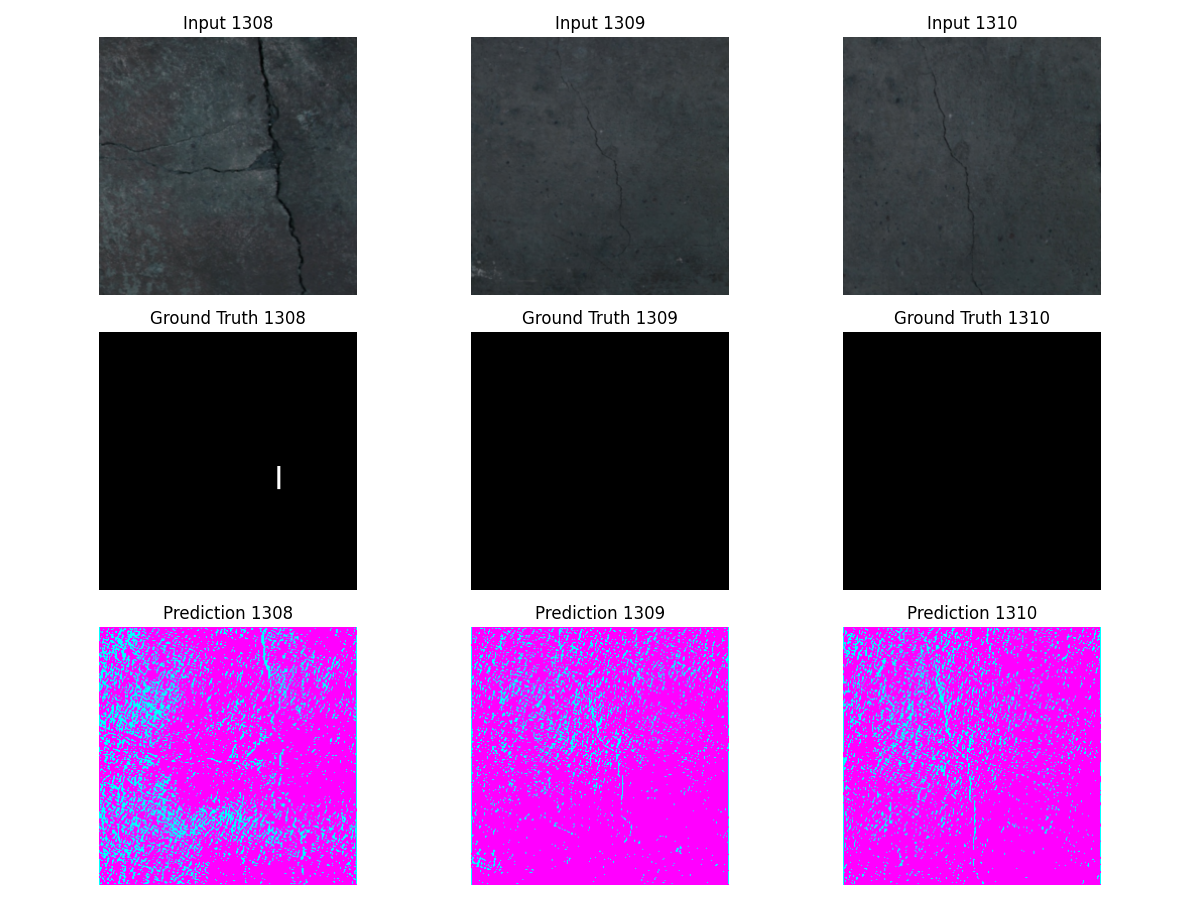 Input 1308
Input 1309
Input 1310
Ground Truth 1308
Ground Truth 1309
Ground Truth 1310
Prediction 1308
Prediction 1309
Prediction 1310